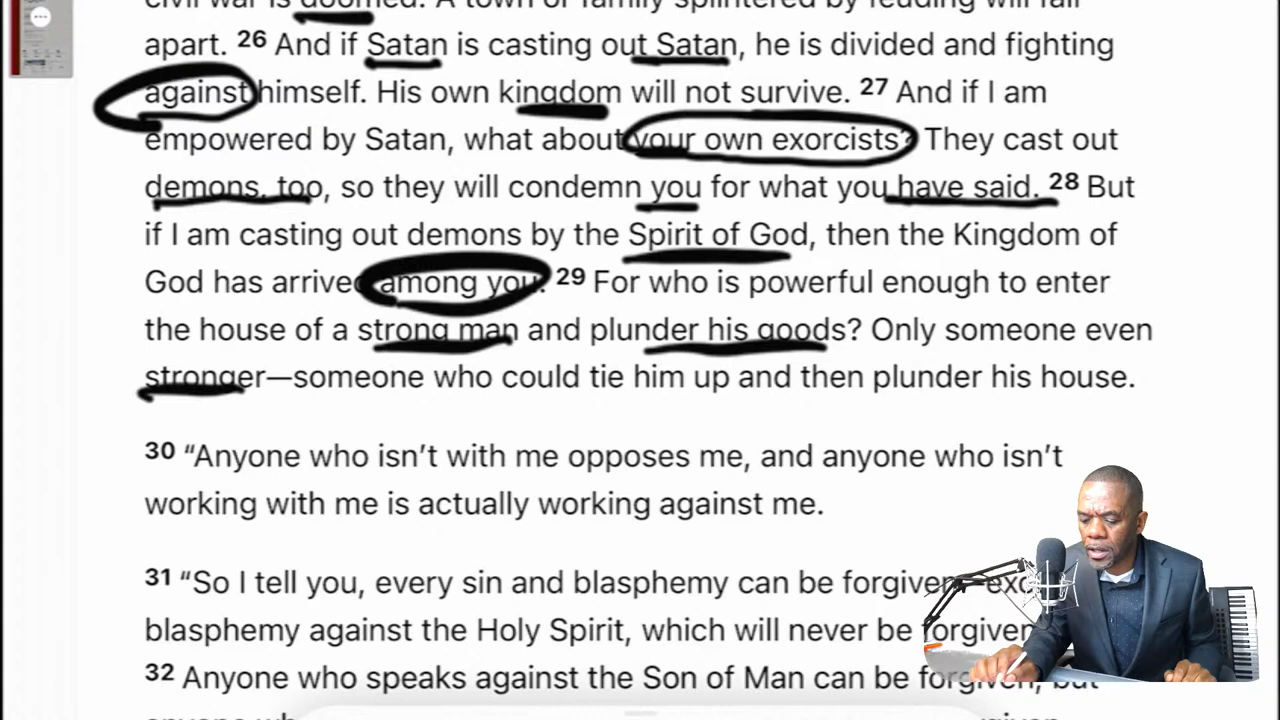 civil war is doomed. A town or family splintered by feuding will fall
apart. 26 And if Satan is casting out Satan, he is divided and fighting
against himself. His own kingdom will not survive. 27 And if I am
empowered by Satan, what about your own exorcists? They cast out
demons, too, so they will condemn you for what you have said. 28 But
if I am casting out demons by the Spirit of God, then the Kingdom of
God has arrived among you. 29 For who is powerful enough to enter
the house of a strong man and plunder his goods? Only someone even
stronger—someone who could tie him up and then plunder his house.
30 “Anyone who isn’t with me opposes me, and anyone who isn’t
working with me is actually working against me.
31 “So I tell you, every sin and blasphemy can be forgiven—
blasphemy against the Holy Spirit, which will never be forgiven
32 Anyone who speaks against the Son of Man can be forgiven, but